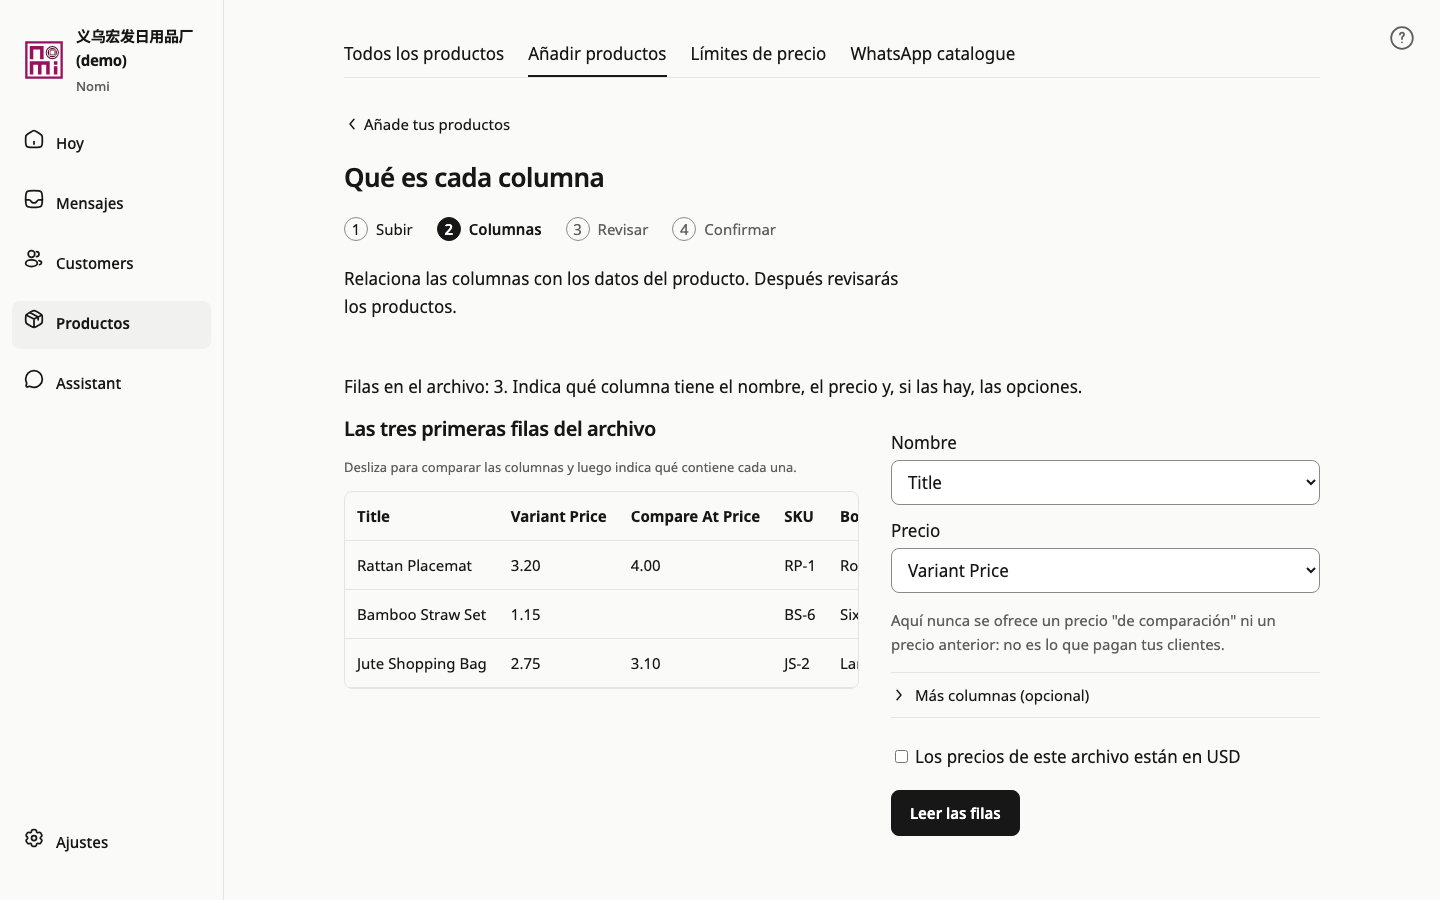 义乌宏发日用品厂
(demo)
Nomi
Hoy
Mensajes
Customers
Productos
Assistant
Ajustes
Todos los productos
Añadir productos
Límites de precio
WhatsApp catalogue
Añade tus productos
Qué es cada columna
1 Subir
2 Columnas
3 Revisar
4 Confirmar
Relaciona las columnas con los datos del producto. Después revisarás
los productos.
Filas en el archivo: 3. Indica qué columna tiene el nombre, el precio y, si las hay, las opciones.
Las tres primeras filas del archivo
Desliza para comparar las columnas y luego indica qué contiene cada una.
Title Variant Price Compare At Price SKU Bo
Rattan Placemat 3.20 4.00 RP-1 Ro
Bamboo Straw Set 1.15 BS-6 Six
Jute Shopping Bag 2.75 3.10 JS-2
Nombre
Title
Precio
Variant Price
Aquí nunca se ofrece un precio "de comparación" ni un
precio anterior: no es lo que pagan tus clientes.
Más columnas (opcional)
Los precios de este archivo están en USD
Leer las filas